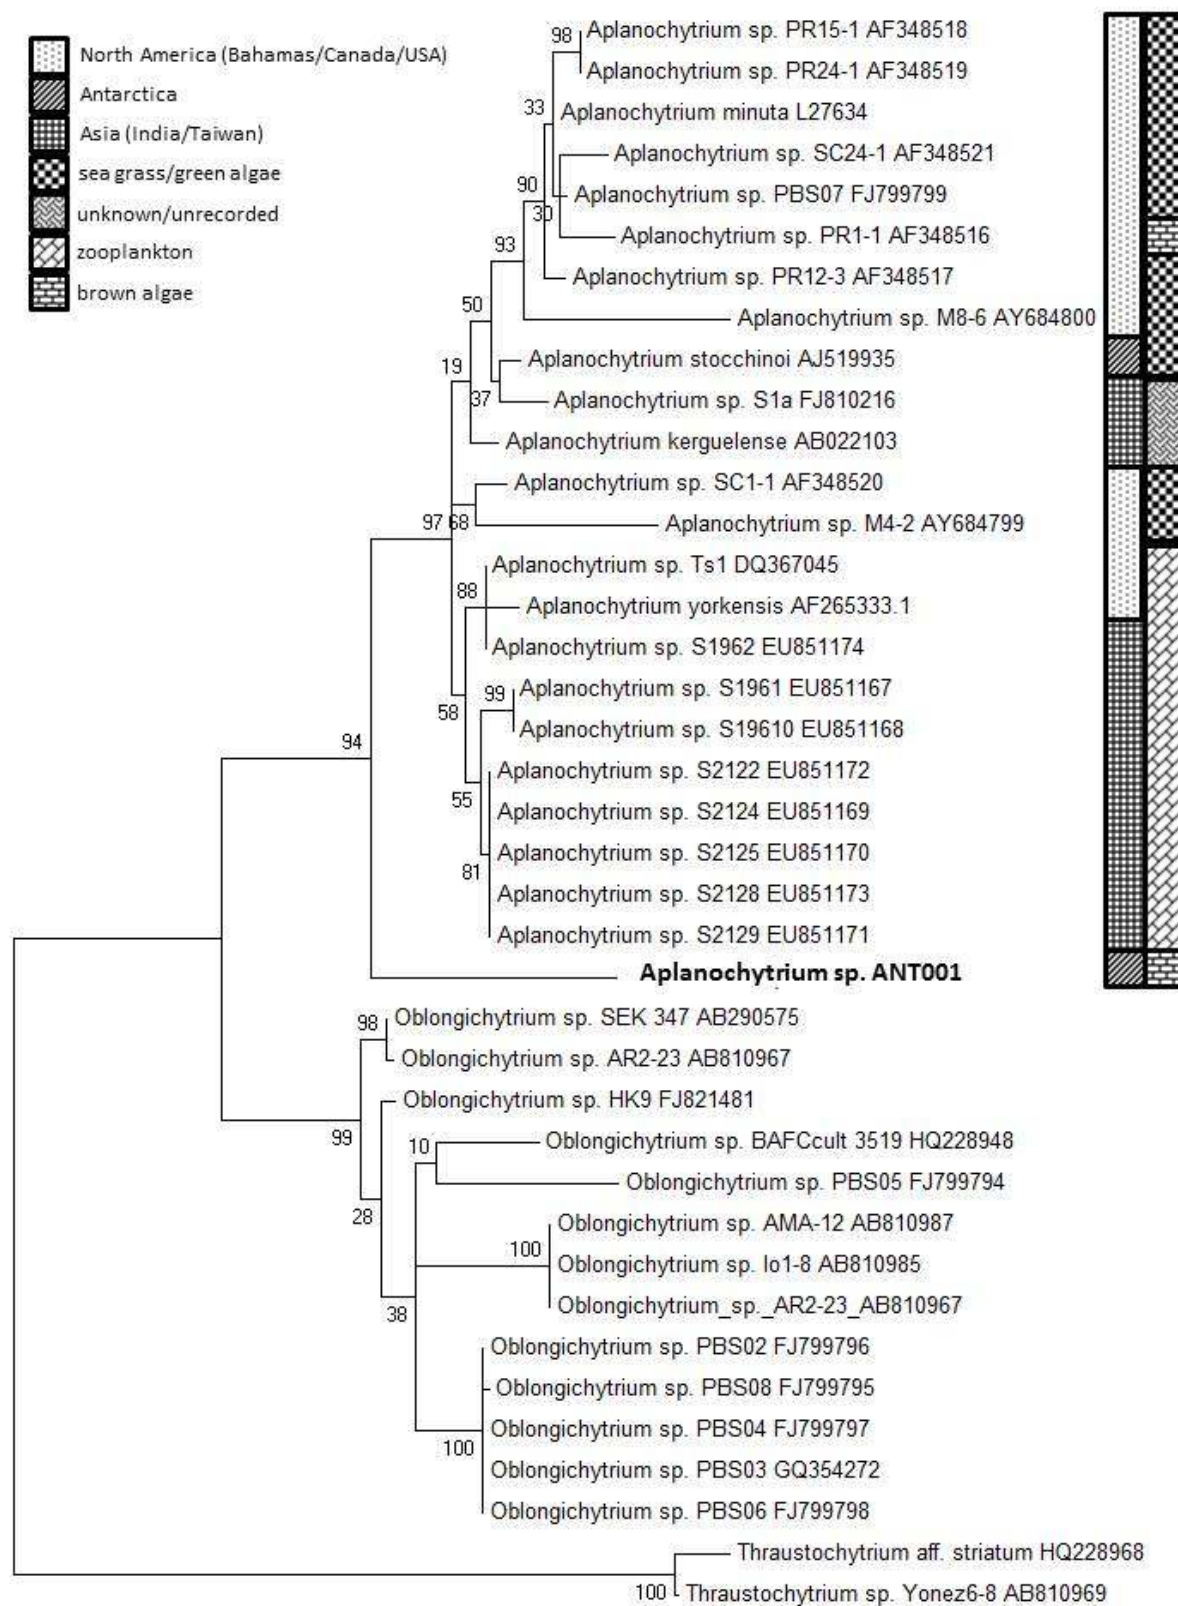 North America (Bahamas/Canada/USA)
Antarctica
Asia (India/Taiwan)
sea grass/green algae
unknown/unrecorded
zooplankton
brown algae
98
Aplanochytrium sp. PR15-1 AF348518
Aplanochytrium sp. PR24-1 AF348519
33
Aplanochytrium minuta L27634
Aplanochytrium sp. SC24-1 AF348521
90
Aplanochytrium sp. PBS07 FJ799799
30
93
Aplanochytrium sp. PR1-1 AF348516
Aplanochytrium sp. PR12-3 AF348517
50
Aplanochytrium sp. M8-6 AY684800
19
Aplanochytrium stocchinoi AJ519935
37
Aplanochytrium sp. S1a FJ810216
Aplanochytrium kerguelense AB022103
Aplanochytrium sp. SC1-1 AF348520
97 68
Aplanochytrium sp. M4-2 AY684799
Aplanochytrium sp. Ts1 DQ367045
88
Aplanochytrium yorkensis AF265333.1
Aplanochytrium sp. S1962 EU851174
99
Aplanochytrium sp. S1961 EU851167
58
Aplanochytrium sp. S19610 EU851168
94
Aplanochytrium sp. S2122 EU851172
55
Aplanochytrium sp. S2124 EU851169
Aplanochytrium sp. S2125 EU851170
81
Aplanochytrium sp. S2128 EU851173
Aplanochytrium sp. S2129 EU851171
Aplanochytrium sp. ANT001
98
Oblongichytrium sp. SEK 347 AB290575
Oblongichytrium sp. AR2-23 AB810967
Oblongichytrium sp. HK9 FJ821481
99
10
Oblongichytrium sp. BAFCcult 3519 HQ228948
Oblongichytrium sp. PBS05 FJ799794
28
Oblongichytrium sp. AMA-12 AB810987
100
Oblongichytrium sp. Io1-8 AB810985
Oblongichytrium_sp._AR2-23_AB810967
38
Oblongichytrium sp. PBS02 FJ799796
Oblongichytrium sp. PBS08 FJ799795
Oblongichytrium sp. PBS04 FJ799797
100
Oblongichytrium sp. PBS03 GQ354272
Oblongichytrium sp. PBS06 FJ799798
Thraustochytrium aff. striatum HQ228968
100
Thraustochytrium sp. Yonez6-8 AB810969